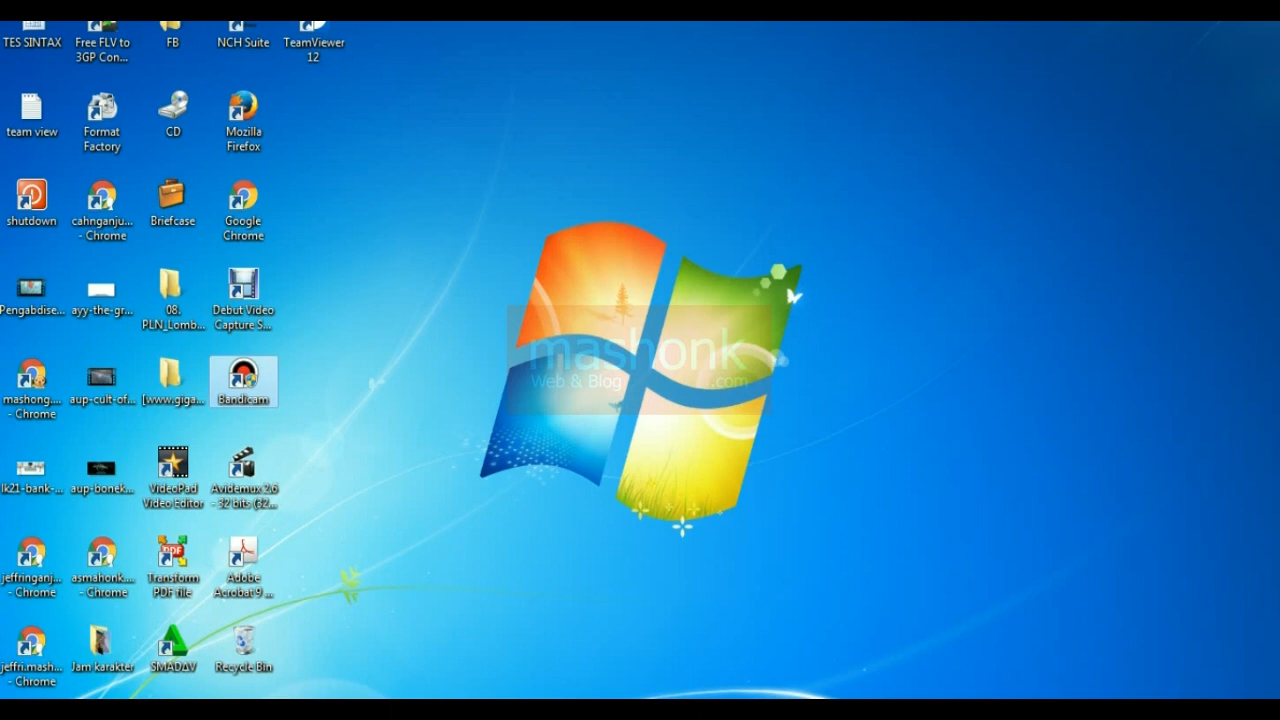 TES SINTAX
Free FLV to
3GP Con...
FB
NCH Suite
TeamViewer
12
team view
Format
Factory
CD
Mozilla
Firefox
shutdown
cahnganju...
- Chrome
Briefcase
Google
Chrome
Pengabdise...
ayy-the-gr...
08.
PLN_Lomb...
Debut Video
Capture S...
mashong....
- Chrome
aup-cult-of...
[www.giga...
Bandicam
lk21-bank-...
aup-bonek...
VideoPad
Video Editor
Avidemux 2.6
- 32 bits (32...
jeffringanj...
- Chrome
asmahonk....
- Chrome
Transform
PDF file
Adobe
Acrobat 9 ...
jeffri.mash...
- Chrome
Jam karakter
SMADΔV
Recycle Bin
mashonk
Web & Blog .com